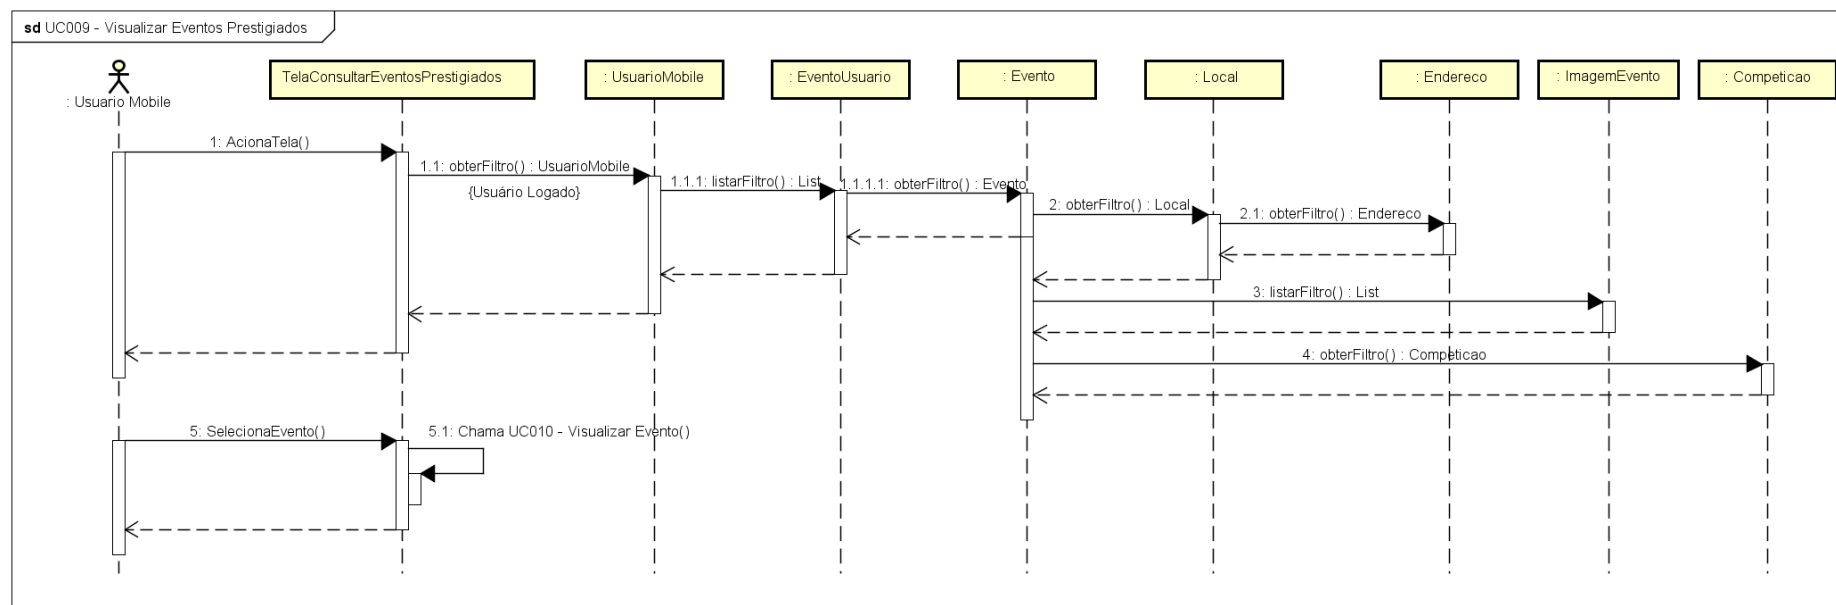 sd UC009 - Visualizar Eventos Prestigiados
: Usuario Mobile
TelaConsultarEventosPrestigiados
: UsuarioMobile
: EventoUsuario
: Evento
: Local
: Endereco
: ImagemEvento
: Competicao
1: AcionaTela()
1.1: obterFiltro() : UsuarioMobile
{Usuário Logado}
1.1.1: listarFiltro() : List
1.1.1.1: obterFiltro() : Evento
2: obterFiltro() : Local
2.1: obterFiltro() : Endereco
3: listarFiltro() : List
4: obterFiltro() : Competicao
5: SelecionaEvento()
5.1: Chama UC010 - Visualizar Evento()